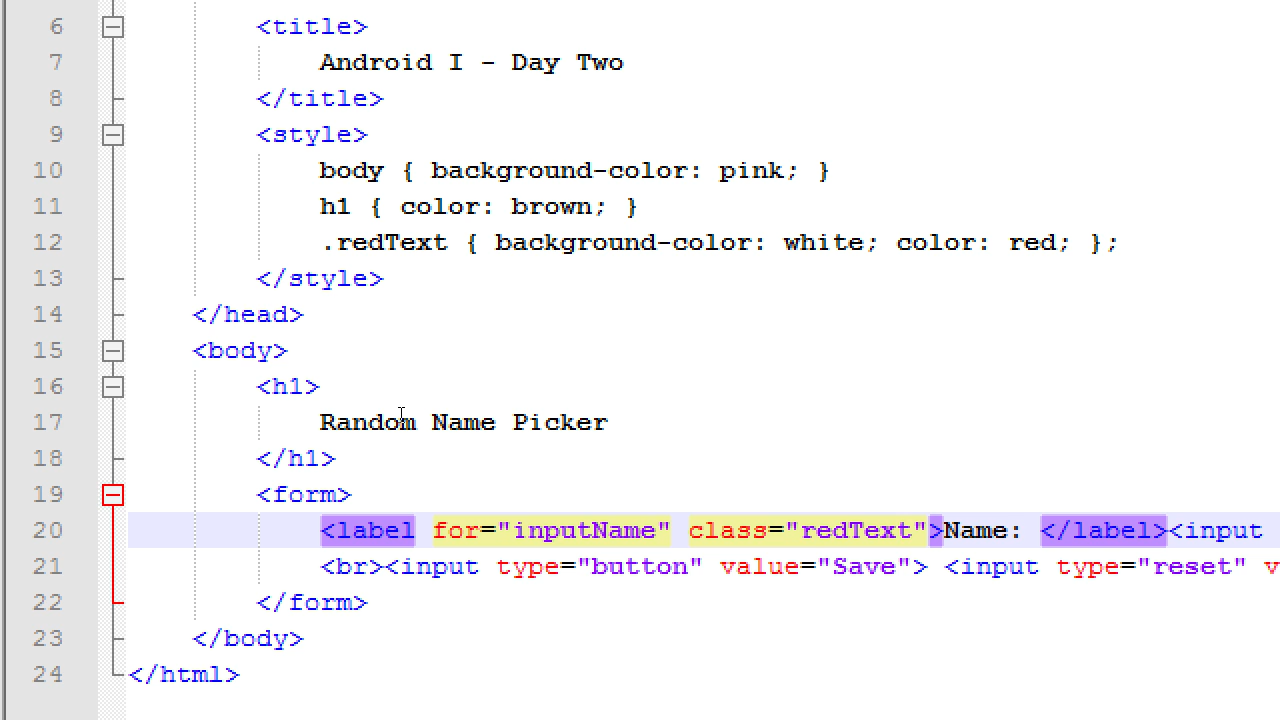 6 <title>
7 Android I - Day Two
8 </title>
9 <style>
10 body { background-color: pink; }
11 h1 { color: brown; }
12 .redText { background-color: white; color: red; };
13 </style>
14 </head>
15 <body>
16 <h1>
17 Random Name Picker
18 </h1>
19 <form>
20 <label for="inputName" class="redText">Name: </label><input
21 <br><input type="button" value="Save"> <input type="reset" v
22 </form>
23 </body>
24 </html>